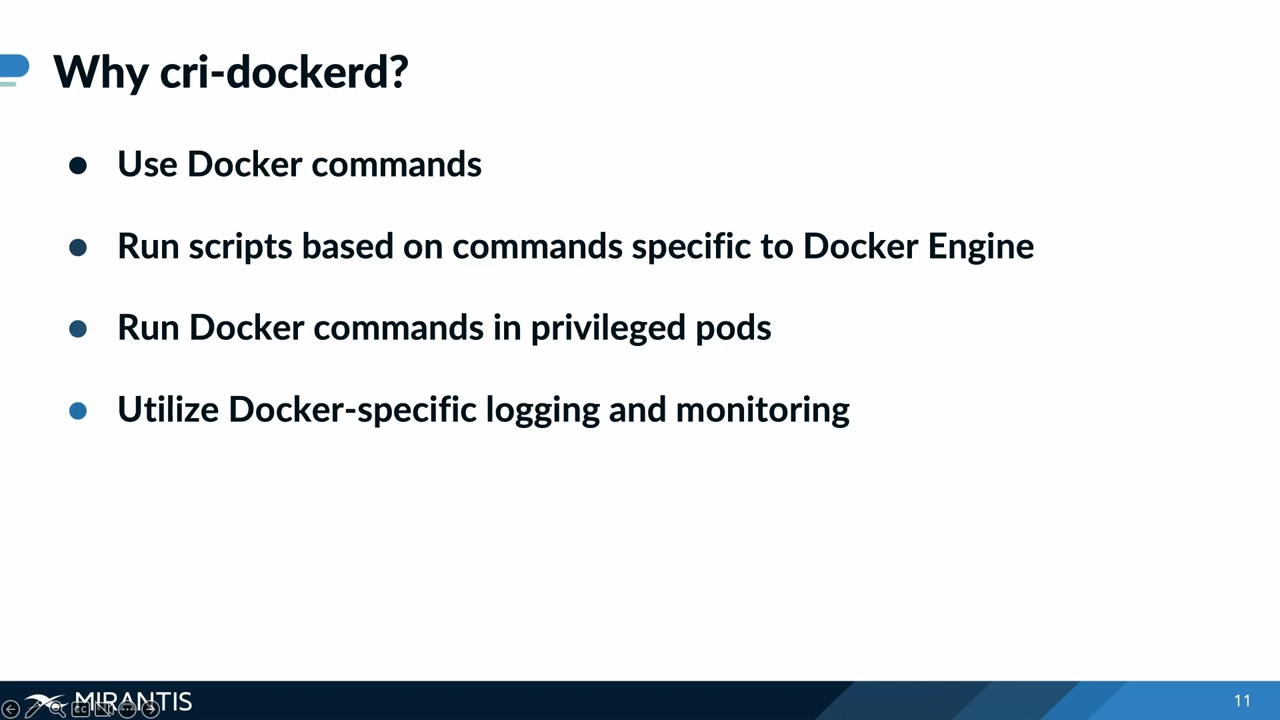 Why cri-dockerd?
● Use Docker commands
● Run scripts based on commands specific to Docker Engine
● Run Docker commands in privileged pods
● Utilize Docker-specific logging and monitoring
MIRANTIS
11